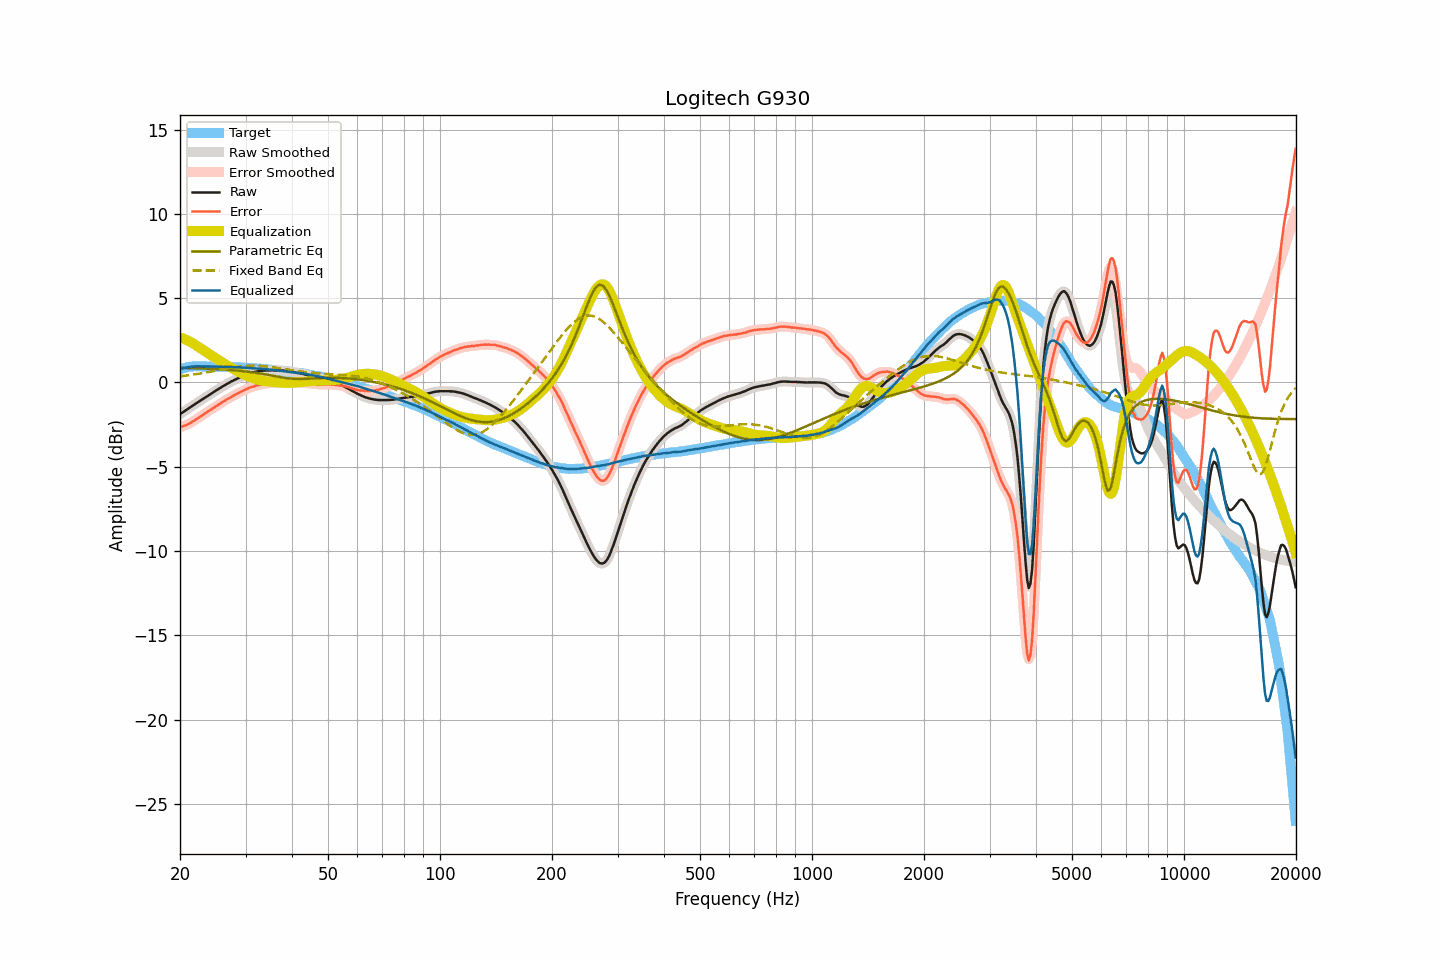 Logitech G930
15
10
5
0
−5
−10
−15
−20
−25
Amplitude (dBr)
Target
Raw Smoothed
Error Smoothed
Raw
Error
Equalization
Parametric Eq
Fixed Band Eq
Equalized
20 50 100 200 500 1000 2000 5000 10000 20000
Frequency (Hz)